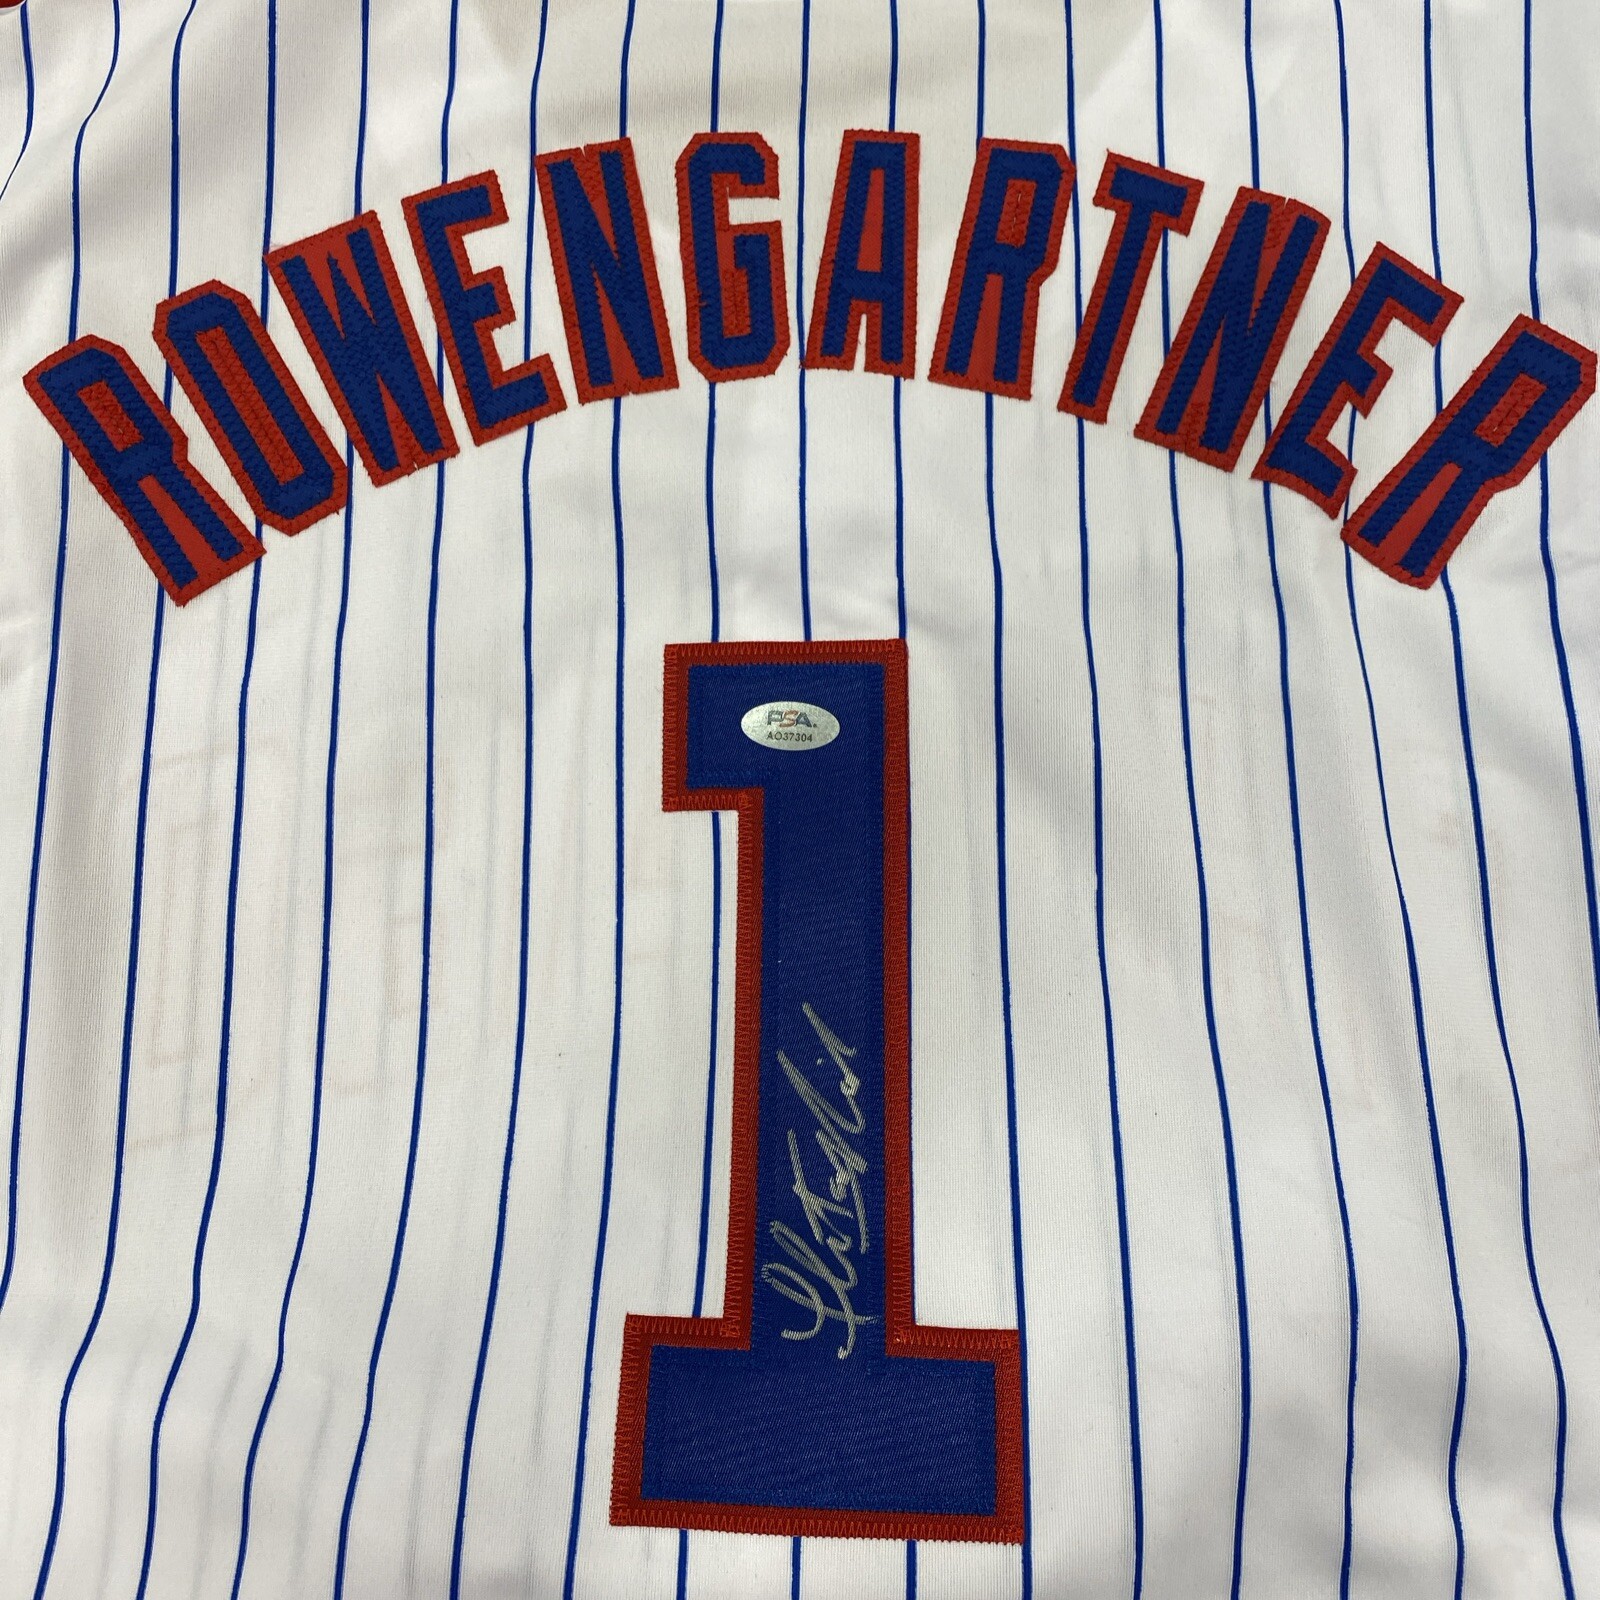 ROWENGARTNER
1
PSA.
AO37304